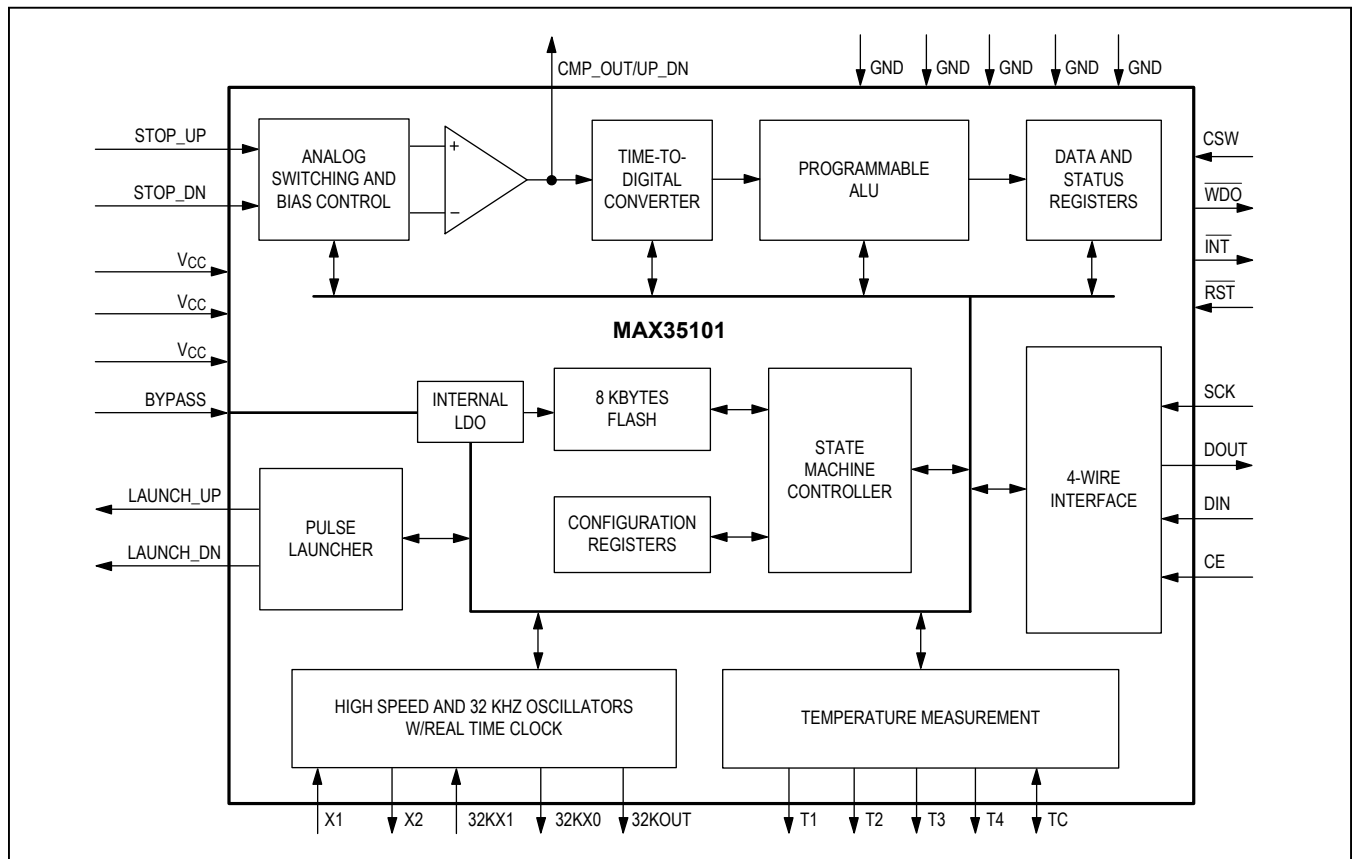 CMP_OUT/UP_DN
GND
GND
GND
GND
GND
STOP_UP
STOP_DN
VCC
VCC
VCC
BYPASS
LAUNCH_UP
LAUNCH_DN
ANALOG
SWITCHING AND
BIAS CONTROL
+
−
TIME-TO-
DIGITAL
CONVERTER
PROGRAMMABLE
ALU
DATA AND
STATUS
REGISTERS
CSW
WDO
INT
RST
MAX35101
INTERNAL
LDO
8 KBYTES
FLASH
STATE
MACHINE
CONTROLLER
CONFIGURATION
REGISTERS
PULSE
LAUNCHER
4-WIRE
INTERFACE
SCK
DOUT
DIN
CE
HIGH SPEED AND 32 KHZ OSCILLATORS
W/REAL TIME CLOCK
TEMPERATURE MEASUREMENT
X1
X2
32KX1
32KX0
32KOUT
T1
T2
T3
T4
TC